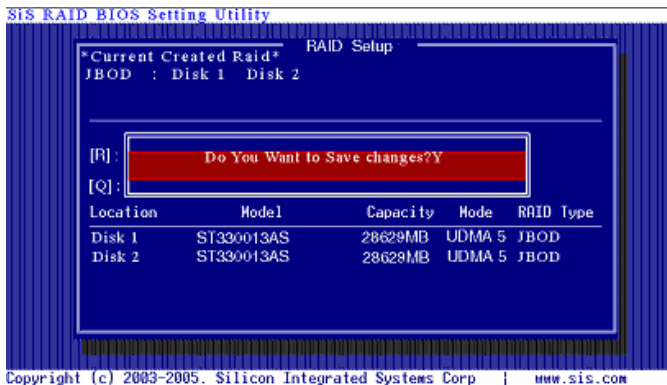 SiS RAID BIOS Setting Utility
RAID Setup
*Current Created Raid*
JBOD : Disk 1 Disk 2
[R] :
Do You Want to Save changes?Y
[Q] :
Location Model Capacity Mode RAID Type
Disk 1 ST330013AS 28629MB UDMA 5 JBOD
Disk 2 ST330013AS 28629MB UDMA 5 JBOD
Copyright (c) 2003-2005. Silicon Integrated Systems Corp | www.sis.com